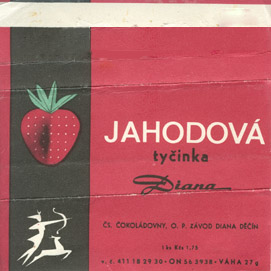 JAHODOVÁ
tyčinka
Diana
ČS. ČOKOLÁDOVNY, O. P. ZÁVOD DIANA DĚČÍN
1 ks Kčs 1,75
v. č. 411 18 29 30 • ON 56 8938 • VÁHA 27 g